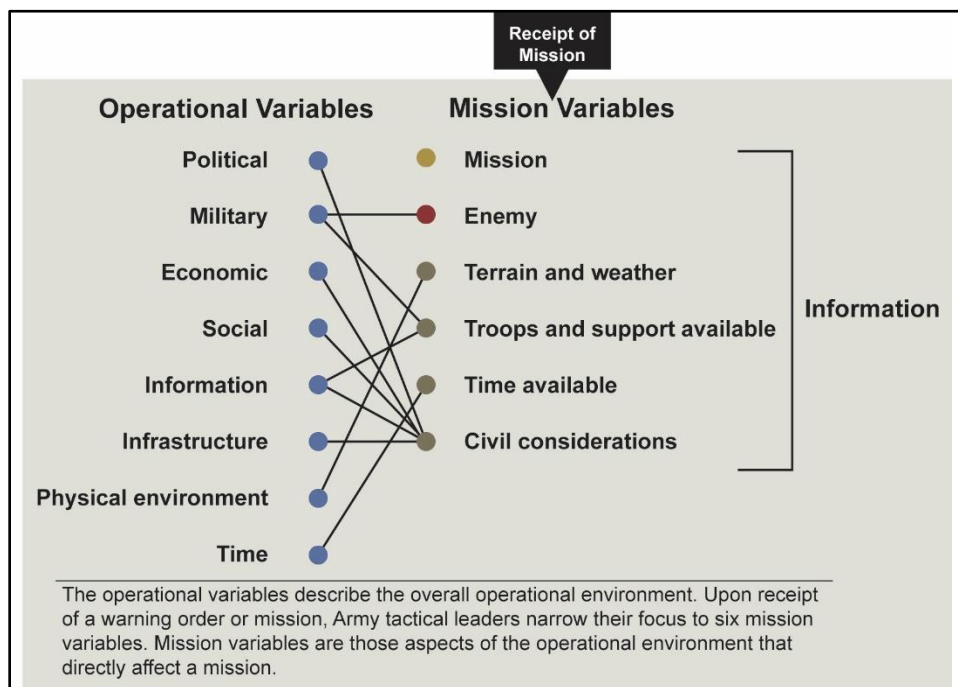 Receipt of
Mission
Operational Variables
Mission Variables
Political
Mission
Military
Enemy
Economic
Terrain and weather
Social
Troops and support available
Information
Time available
Infrastructure
Civil considerations
Physical environment
Time
Information
The operational variables describe the overall operational environment. Upon receipt
of a warning order or mission, Army tactical leaders narrow their focus to six mission
variables. Mission variables are those aspects of the operational environment that
directly affect a mission.